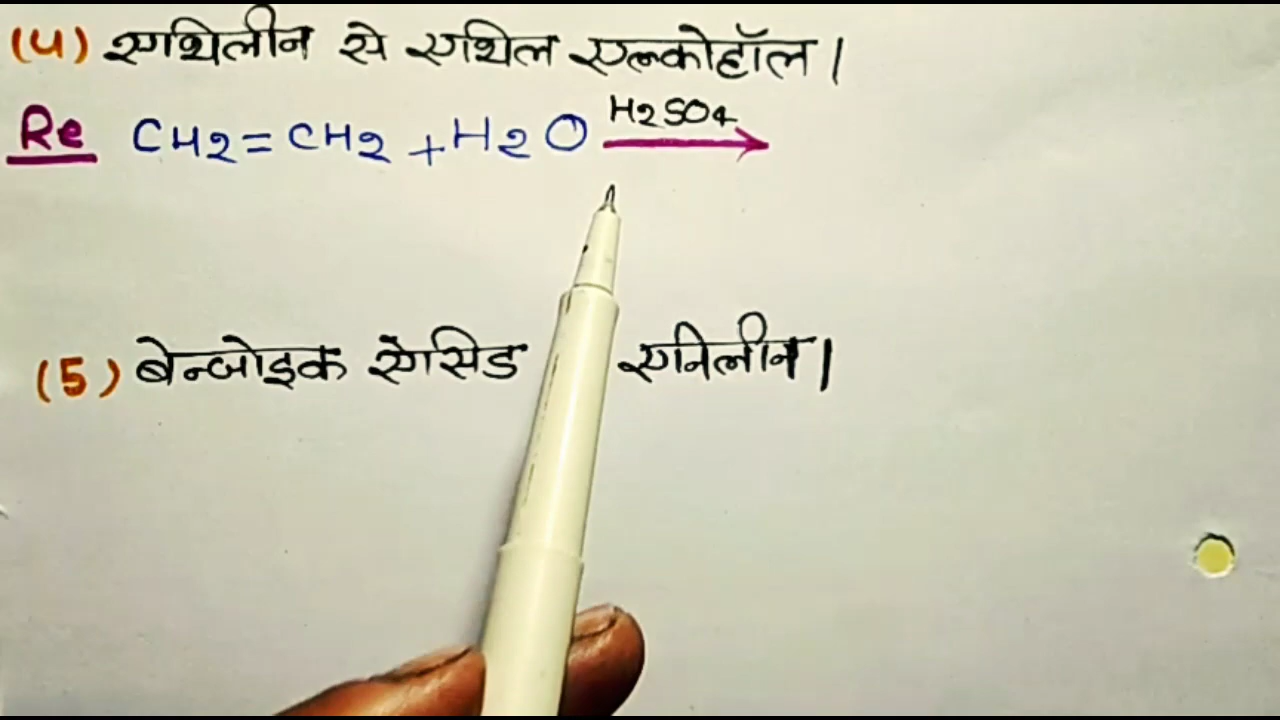 (4) एथिलीन से एथिल एल्कोहॉल।
H2SO4
Re CH2=CH2 + H2O →
(5) बेन्जोइक ऐसिड एनिलीन।